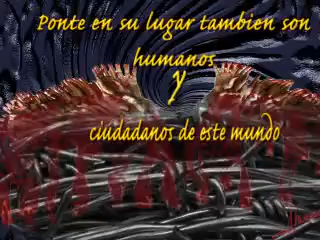 Ponte en su lugar tambien son
humanos
y
ciudadanos de este mundo